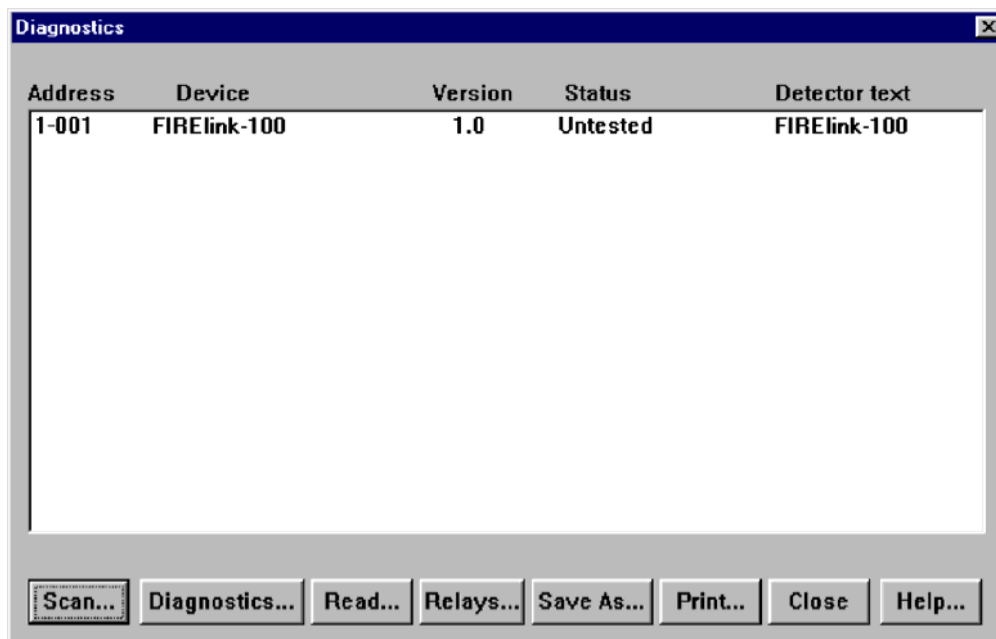 Diagnostics
Address Device Version Status Detector text
1-001 FIRElink-100 1.0 Untested FIRElink-100
Scan... Diagnostics... Read... Relays... Save As... Print... Close Help...